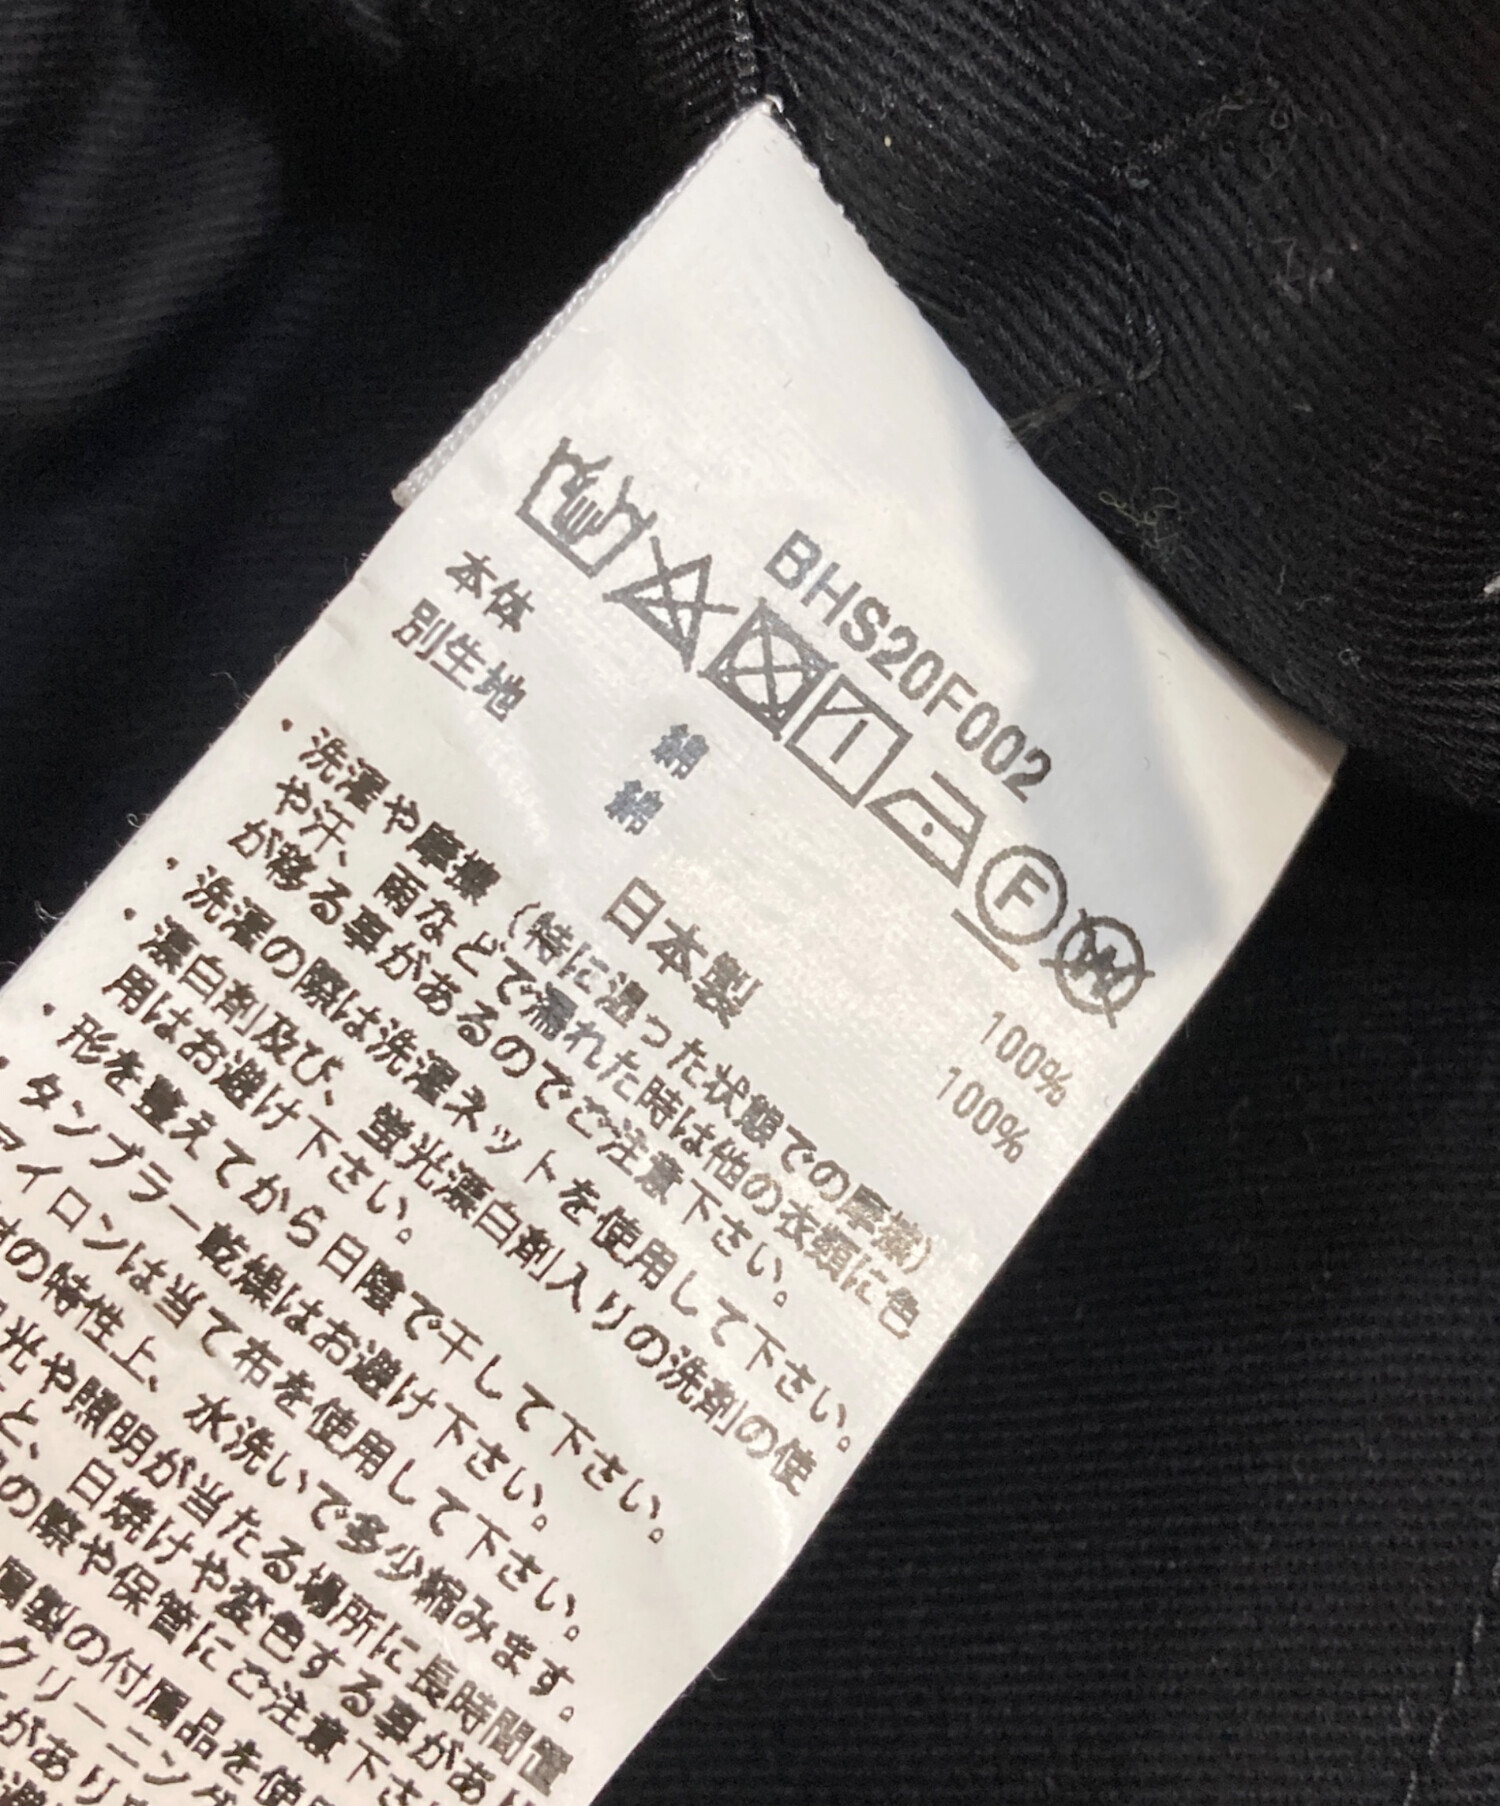 BHS20F002
F W
本体 綿 100%
別生地 綿 100%
日本製
・洗濯や摩擦（特に湿った状態での摩擦）
や汗、雨などで濡れた時は他の衣類に色
が移る事があるのでご注意下さい。
・洗濯の際は洗濯ネットを使用して下さい。
・漂白剤及び、蛍光漂白剤入りの洗剤の使
用はお避け下さい。
・形を整えてから日陰で干して下さい。
・タンブラー乾燥はお避け下さい。
アイロンは当て布を使用して下さい。
の特性上、水洗いで多少縮みます。
光や照明が当たる場所に長時間置
と、日焼けや変色する事があ
の際や保管にご注意下さ
属製の付属品を使
クリーニング
があり